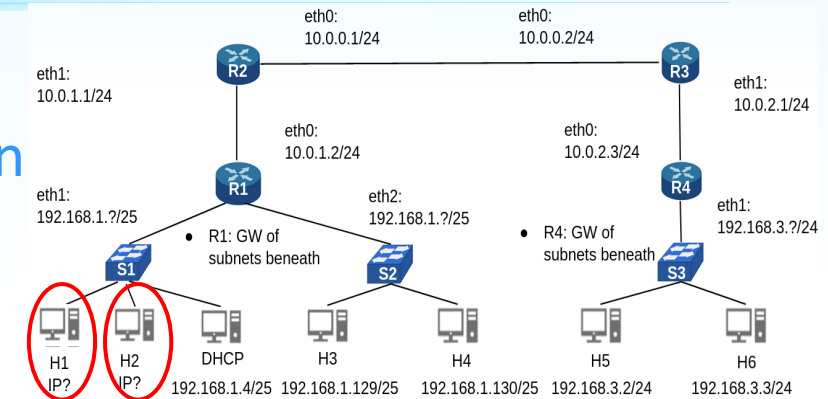 eth0:
10.0.0.1/24
eth0:
10.0.0.2/24
R2
R3
eth1:
10.0.1.1/24
eth1:
10.0.2.1/24
n
eth0:
10.0.1.2/24
eth0:
10.0.2.3/24
R1
R4
eth1:
192.168.1.?/25
eth2:
192.168.1.?/25
eth1:
192.168.3.?/24
• R1: GW of
subnets beneath
• R4: GW of
subnets beneath
S1
S2
S3
H1
IP?
H2
IP?
DHCP
192.168.1.4/25
H3
192.168.1.129/25
H4
192.168.1.130/25
H5
192.168.3.2/24
H6
192.168.3.3/24